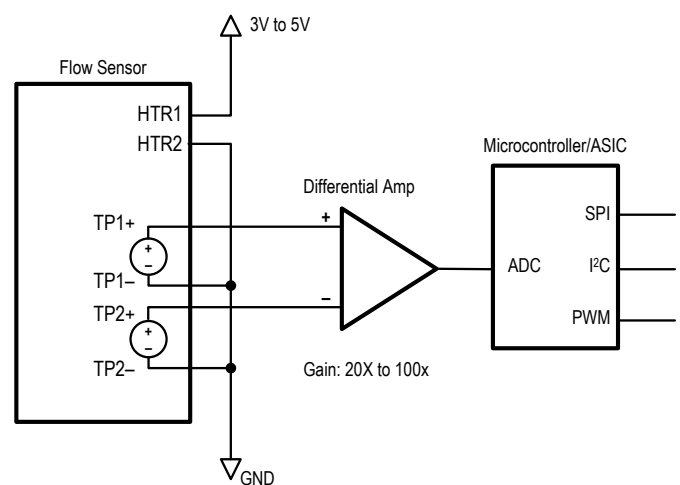 3V to 5V
Flow Sensor
HTR1
HTR2
Microcontroller/ASIC
Differential Amp
SPI
TP1+
+
+
–
ADC
I²C
TP1–
TP2+
–
+
–
PWM
TP2–
Gain: 20X to 100x
GND